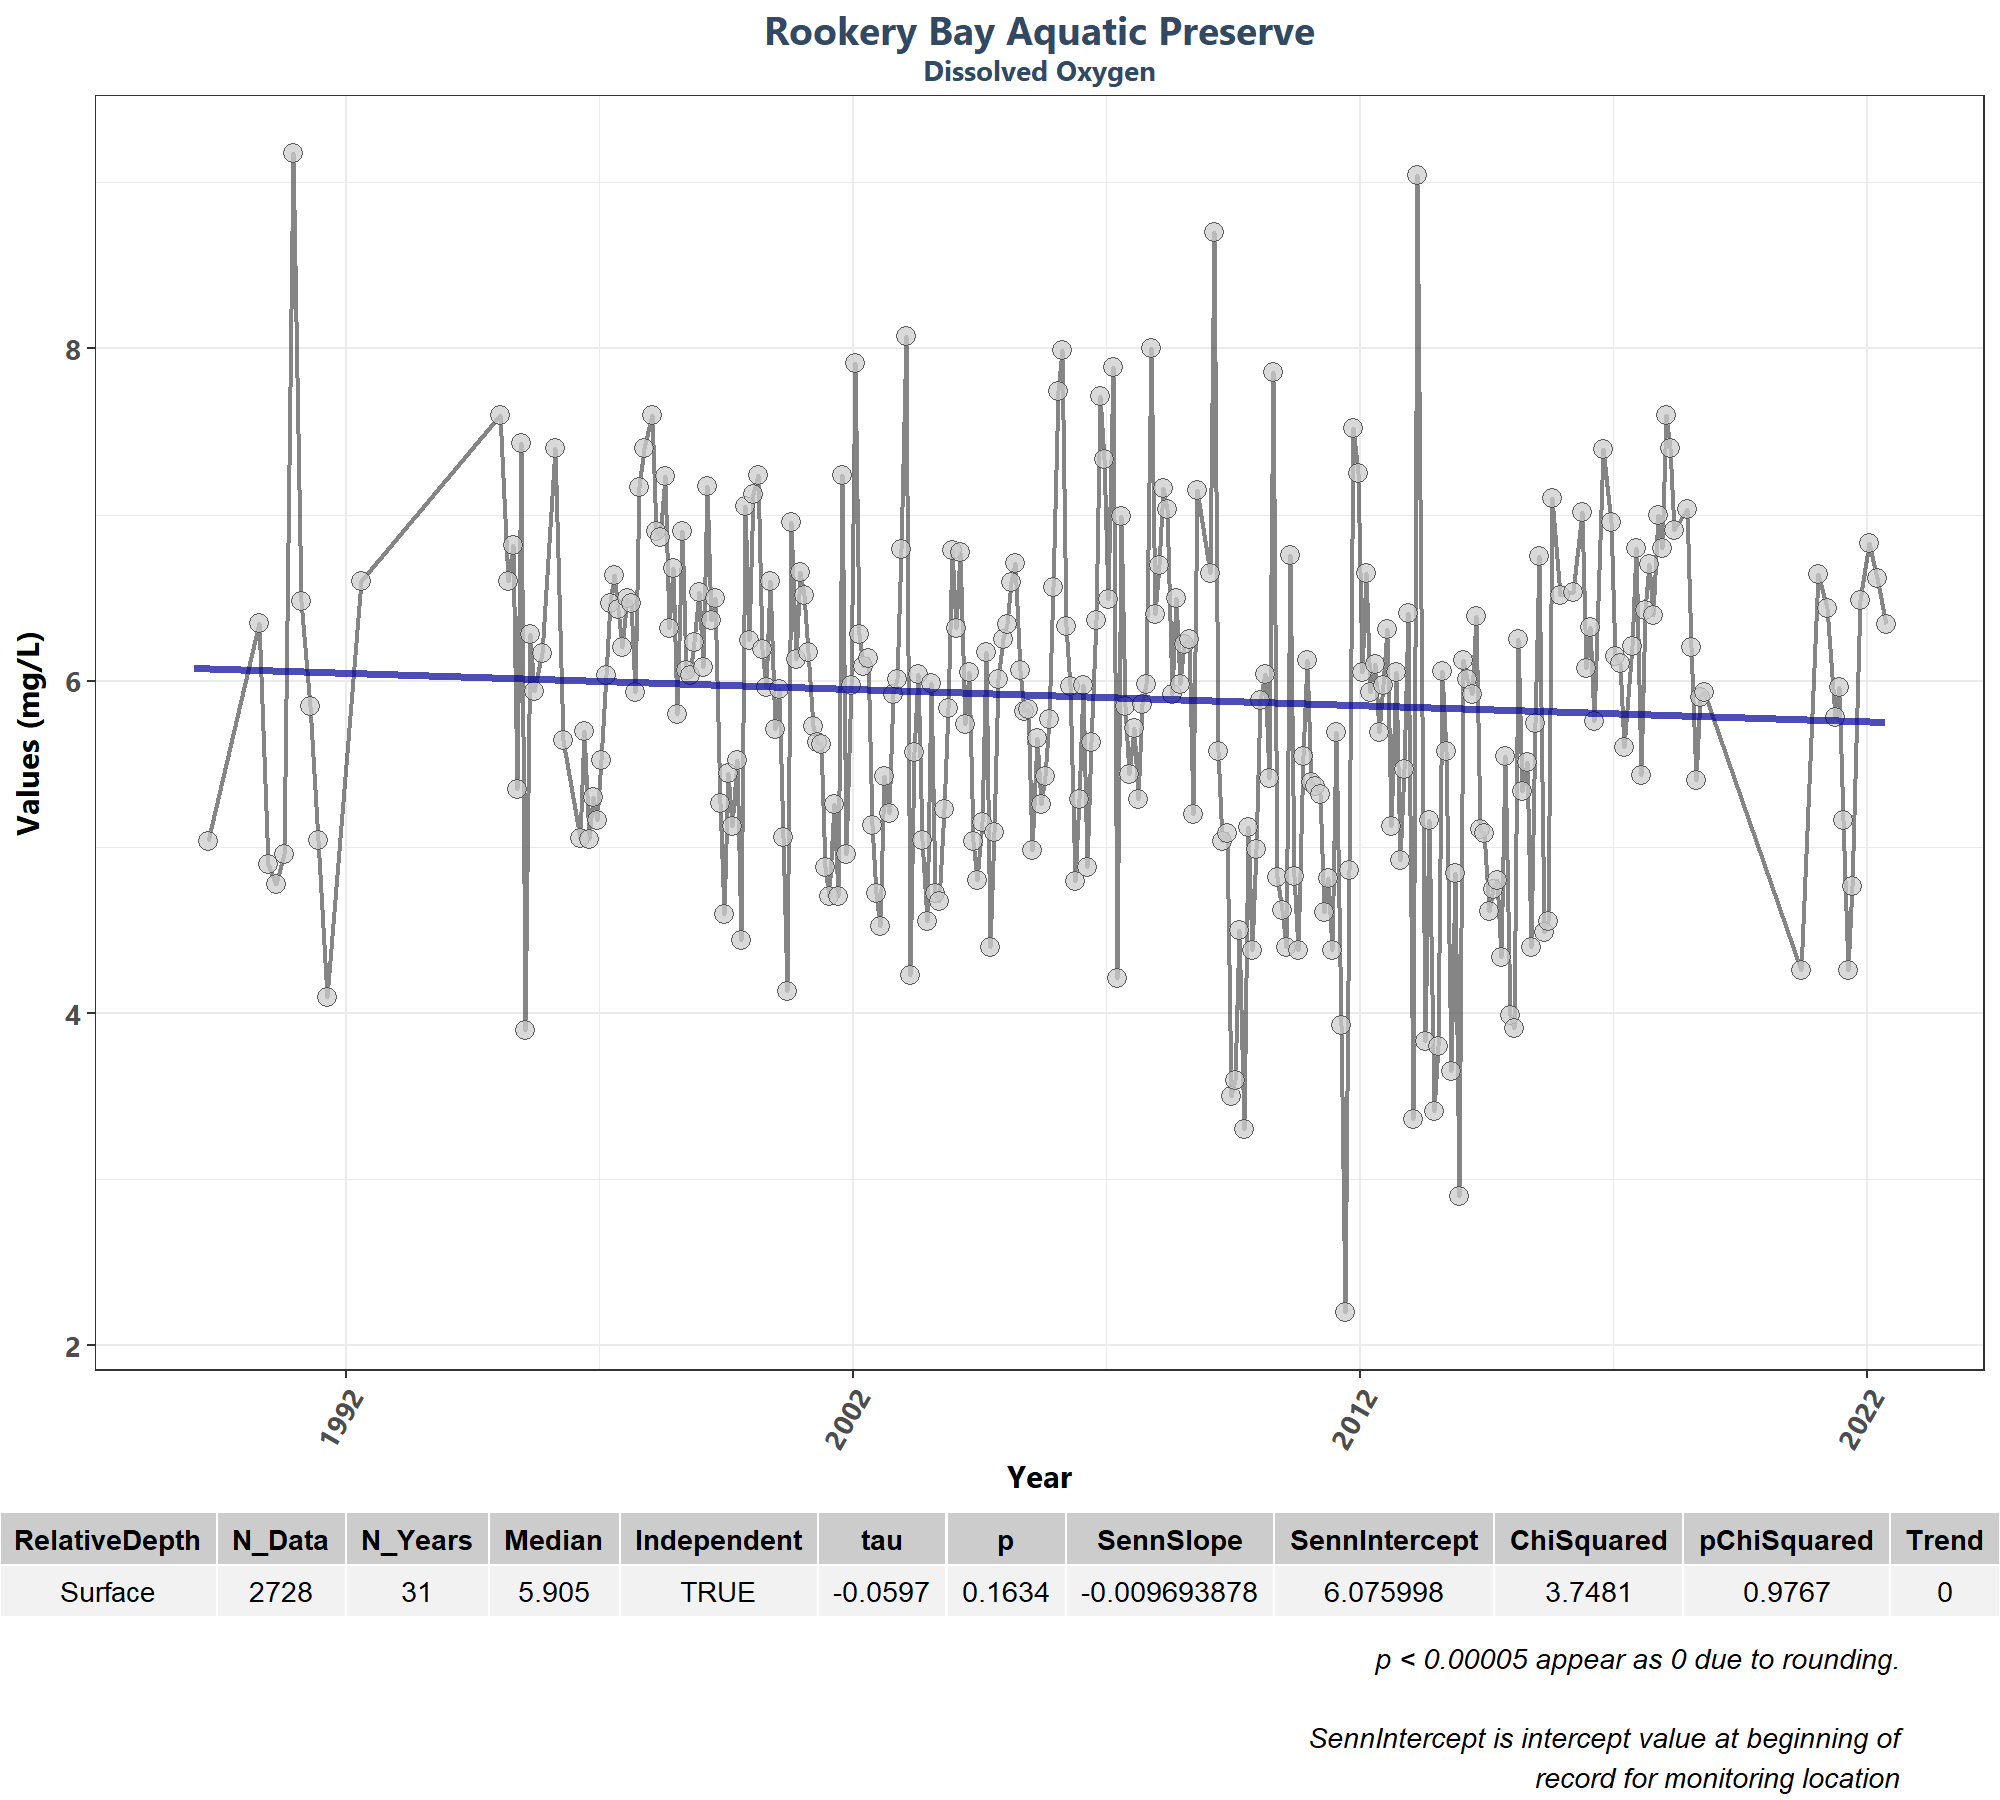 Rookery Bay Aquatic Preserve
Dissolved Oxygen
Values (mg/L)
8
6
4
2
1992
2002
2012
2022
Year
RelativeDepth N_Data N_Years Median Independent tau p SennSlope SennIntercept ChiSquared pChiSquared Trend
Surface 2728 31 5.905 TRUE -0.0597 0.1634 -0.009693878 6.075998 3.7481 0.9767 0
p < 0.00005 appear as 0 due to rounding.
SennIntercept is intercept value at beginning of
record for monitoring location